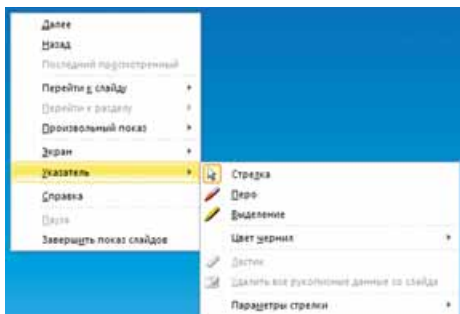 Далее
Назад
Последний просмотренный
Перейти к слайду
Перейти к разделу
Произвольный показ
Экран
Указатель
Справка
Пауза
Завершить показ слайдов
Стрелка
Перо
Выделение
Цвет чернил
Ластик
Удалить все рукописные данные со слайда
Параметры стрелки